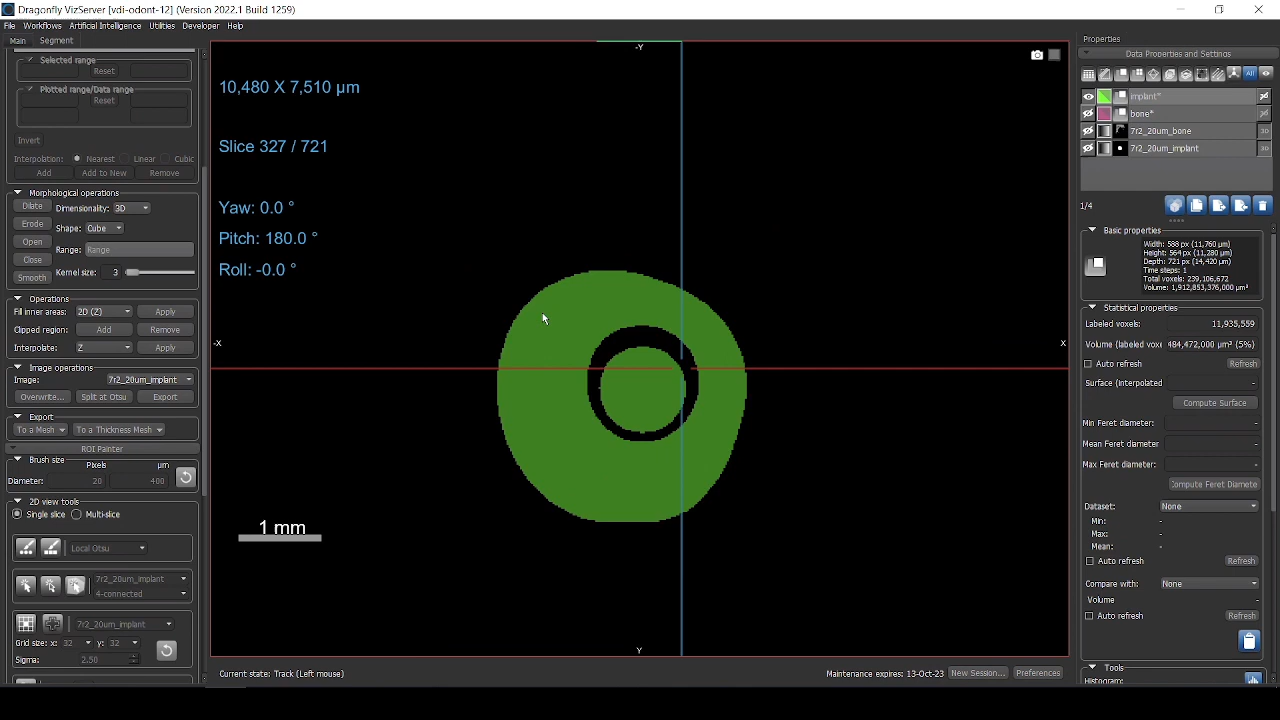 Dragonfly VizServer [vdi-odont-12] (Version 2022.1 Build 1259)
File Workflows Artificial Intelligence Utilities Developer Help
Main Segment
Selected range
Reset
Plotted range/Data range
Reset
Invert
Interpolation: Nearest Linear Cubic
Add Add to New Remove
Morphological operations
Dilate Dimensionality: 3D
Erode Shape: Cube
Open Range: Range
Close Kernel size: 3
Smooth
Operations
Fill inner areas: 2D (Z) Apply
Clipped region: Add Remove
Interpolate: Z Apply
Image operations
Image: 7r2_20um_implant
Overwrite... Split at Otsu Export
Export
To a Mesh To a Thickness Mesh
ROI Painter
Brush size
Pixels µm
Diameter: 20 400
2D view tools
Single slice Multi-slice
Local Otsu
7r2_20um_implant
4-connected
7r2_20um_implant
Grid size: x: 32 y: 32
Sigma: 2.50
-Y
10,480 X 7,510 µm
Slice 327 / 721
Yaw: 0.0 °
Pitch: 180.0 °
Roll: -0.0 °
-X
X
1 mm
Y
Current state: Track (Left mouse)
Maintenance expires: 13-Oct-23 New Session... Preferences
Properties
Data Properties and Settings
All
implant*
bone*
7r2_20um_bone 3D
7r2_20um_implant 3D
1/4
Basic properties
Width: 588 px (11,760 µm)
Height: 564 px (11,280 µm)
Depth: 721 px (14,420 µm)
Time steps: 1
Total voxels: 239,106,672
Volume: 1,912,853,376,000 µm³
Statistical properties
Labeled voxels: 11,935,559
Volume (labeled voxe 484,472,000 µm³ (5%)
Auto refresh Refresh
Surface (interpolated -
Compute Surface
Min Feret diameter: -
Mean Feret diameter -
Max Feret diameter: -
Compute Feret Diamete
Dataset: None
Min: -
Max: -
Mean: -
Auto refresh Refresh
Compare with: None
Volume -
Auto refresh Refresh
Tools
Histogram: